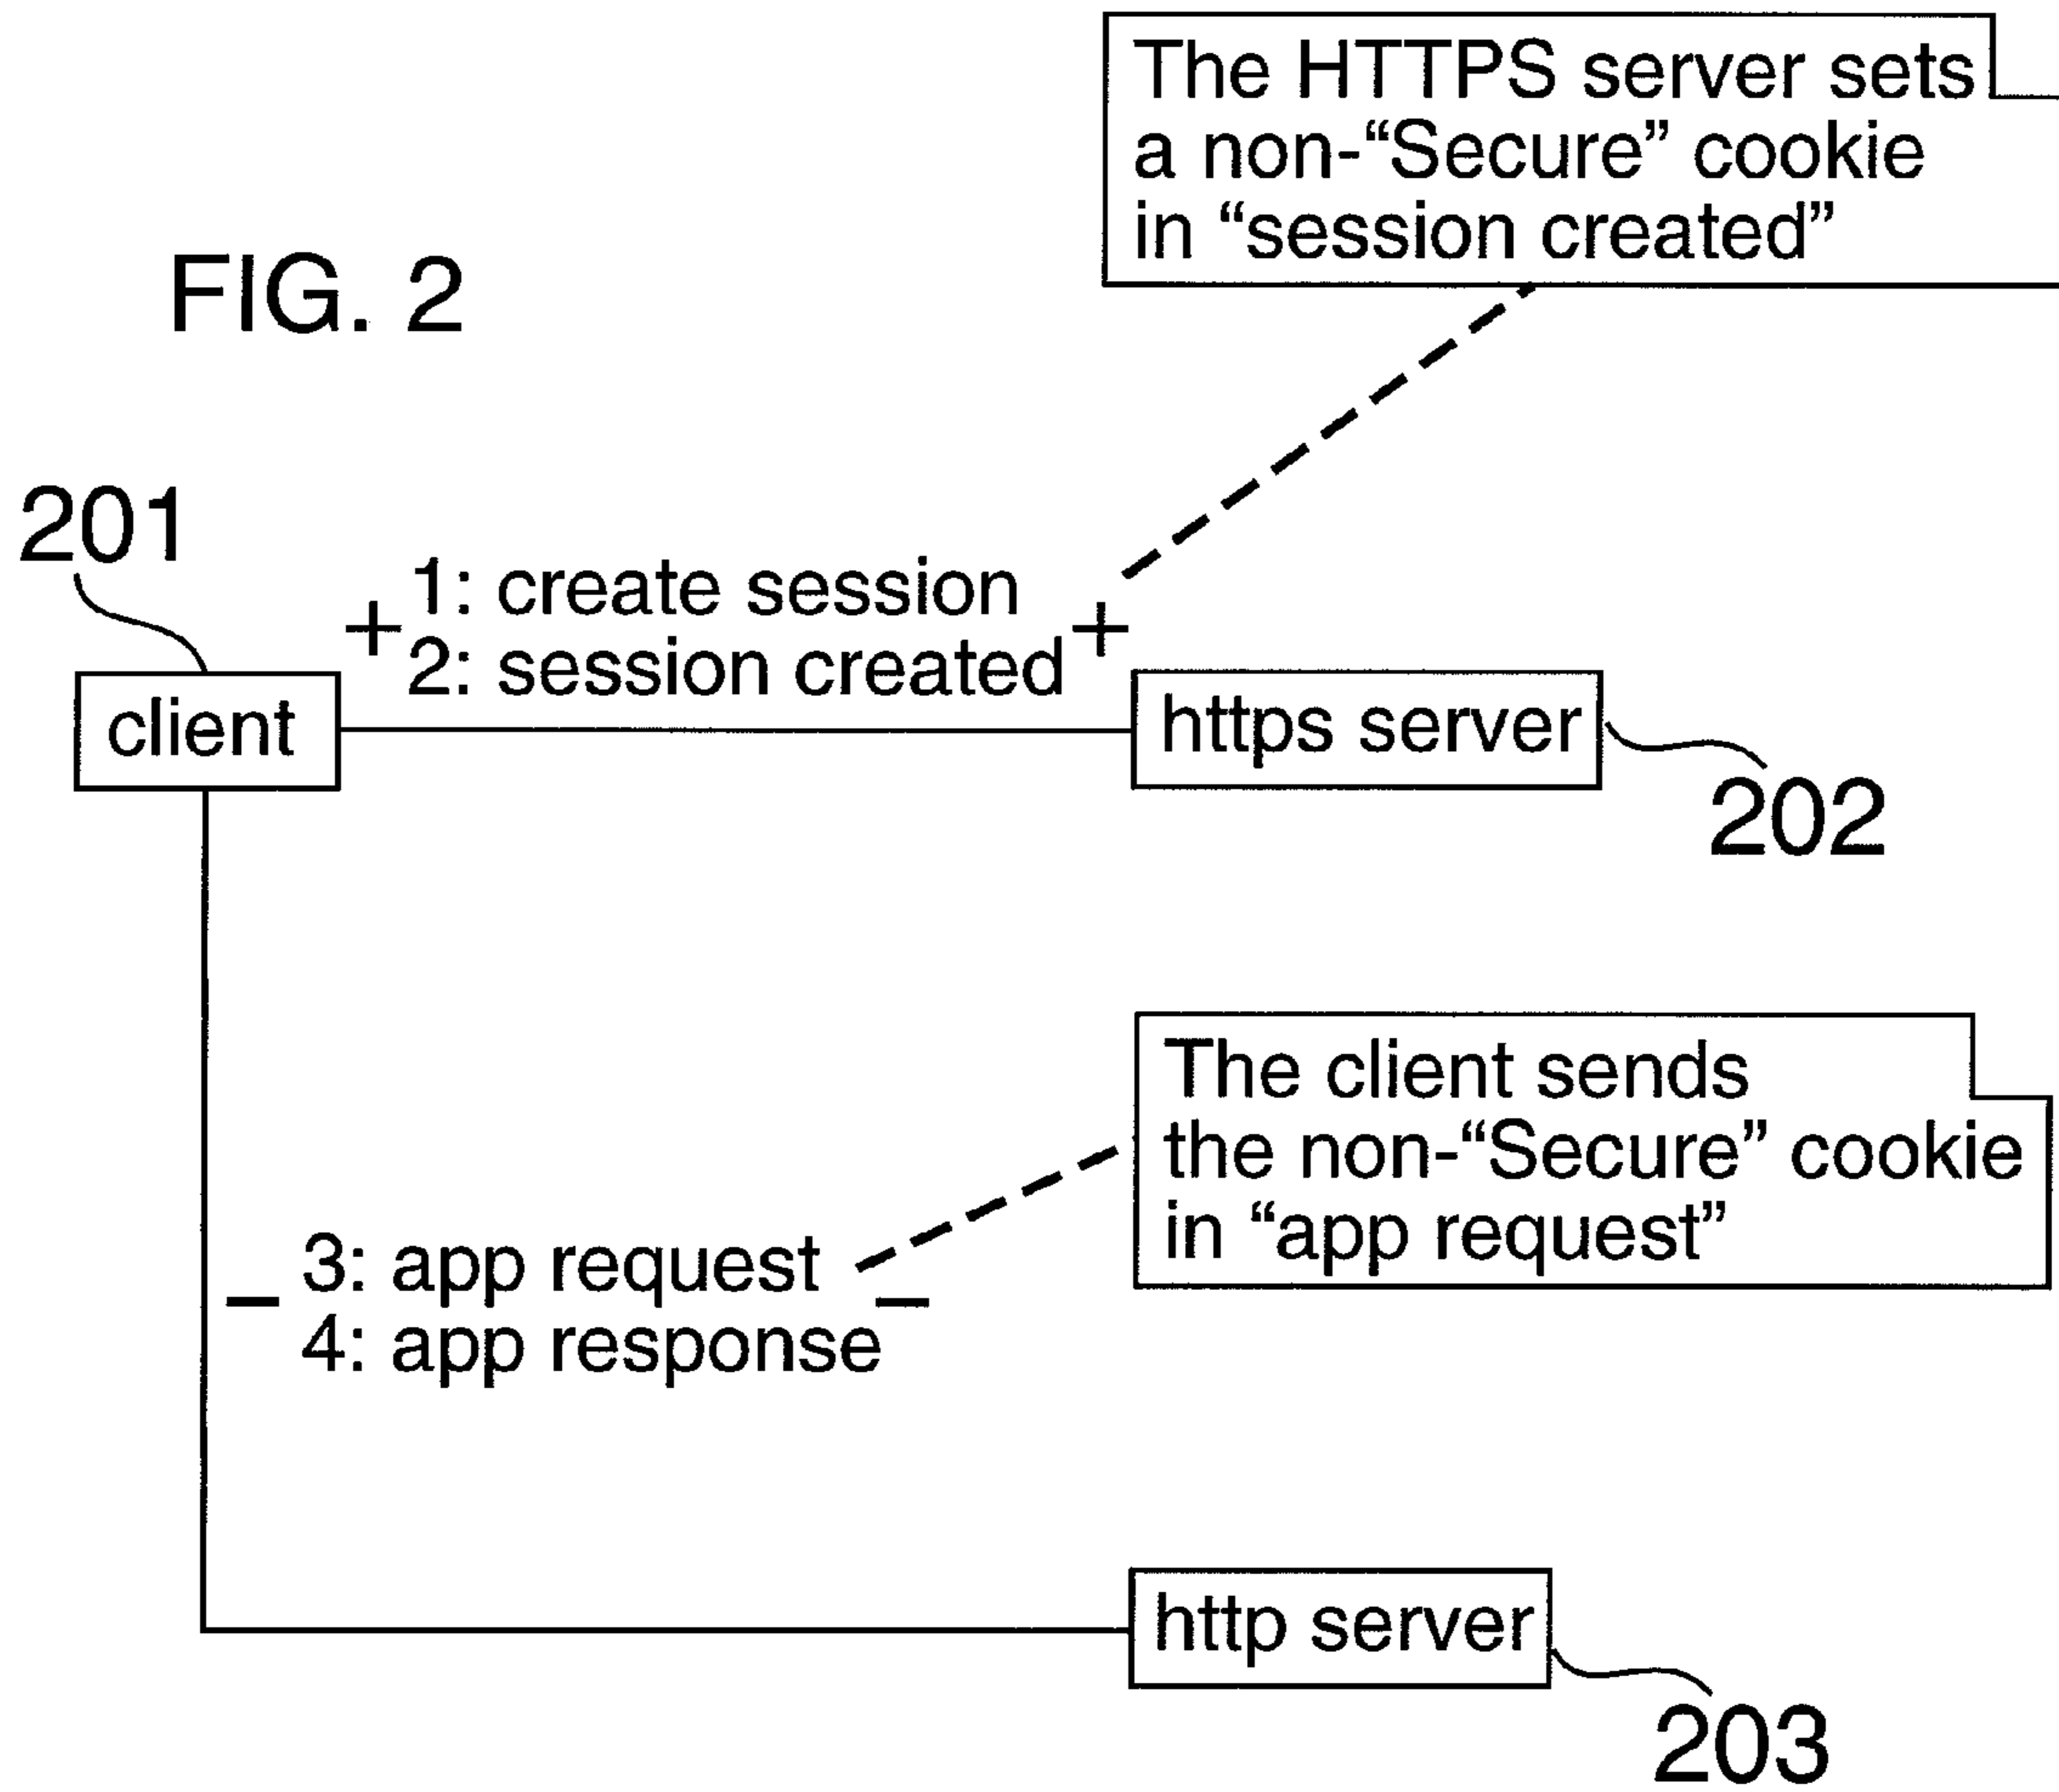 The HTTPS server sets
a non-“Secure” cookie
in “session created”
FIG. 2
201
+ 1: create session +
2: session created
client
https server
202
The client sends
the non-“Secure” cookie
in “app request”
– 3: app request –
4: app response
http server
203